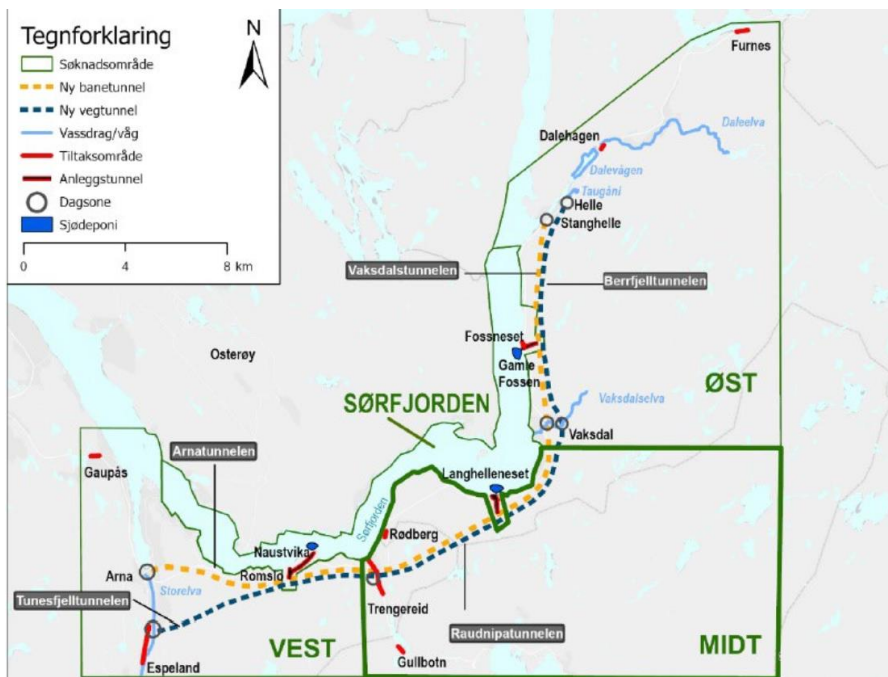 Tegnforklaring
N
Søknadsområde
Ny banetunnel
Ny vegtunnel
Vassdrag/våg
Tiltaksområde
Anleggstunnel
Dagsone
Sjødeponi
0 4 8 km
Furnes
Daleelva
Dalehagen
Dalevågen
Taugåni
Helle
Stanghelle
Vaksdalstunnelen
Berrfjelltunnelen
Fossneset
Gamle
Fossen
Osterøy
ØST
SØRFJORDEN
Vaksdalselva
Vaksdal
Arnatunnelen
Gaupås
Langhelleneset
Sørfjorden
Rødberg
Naustvika
Arna
Romslo
Storelva
Tunesfjelltunnelen
Trengereid
Raudnipatunnelen
VEST
MIDT
Gullbotn
Espeland